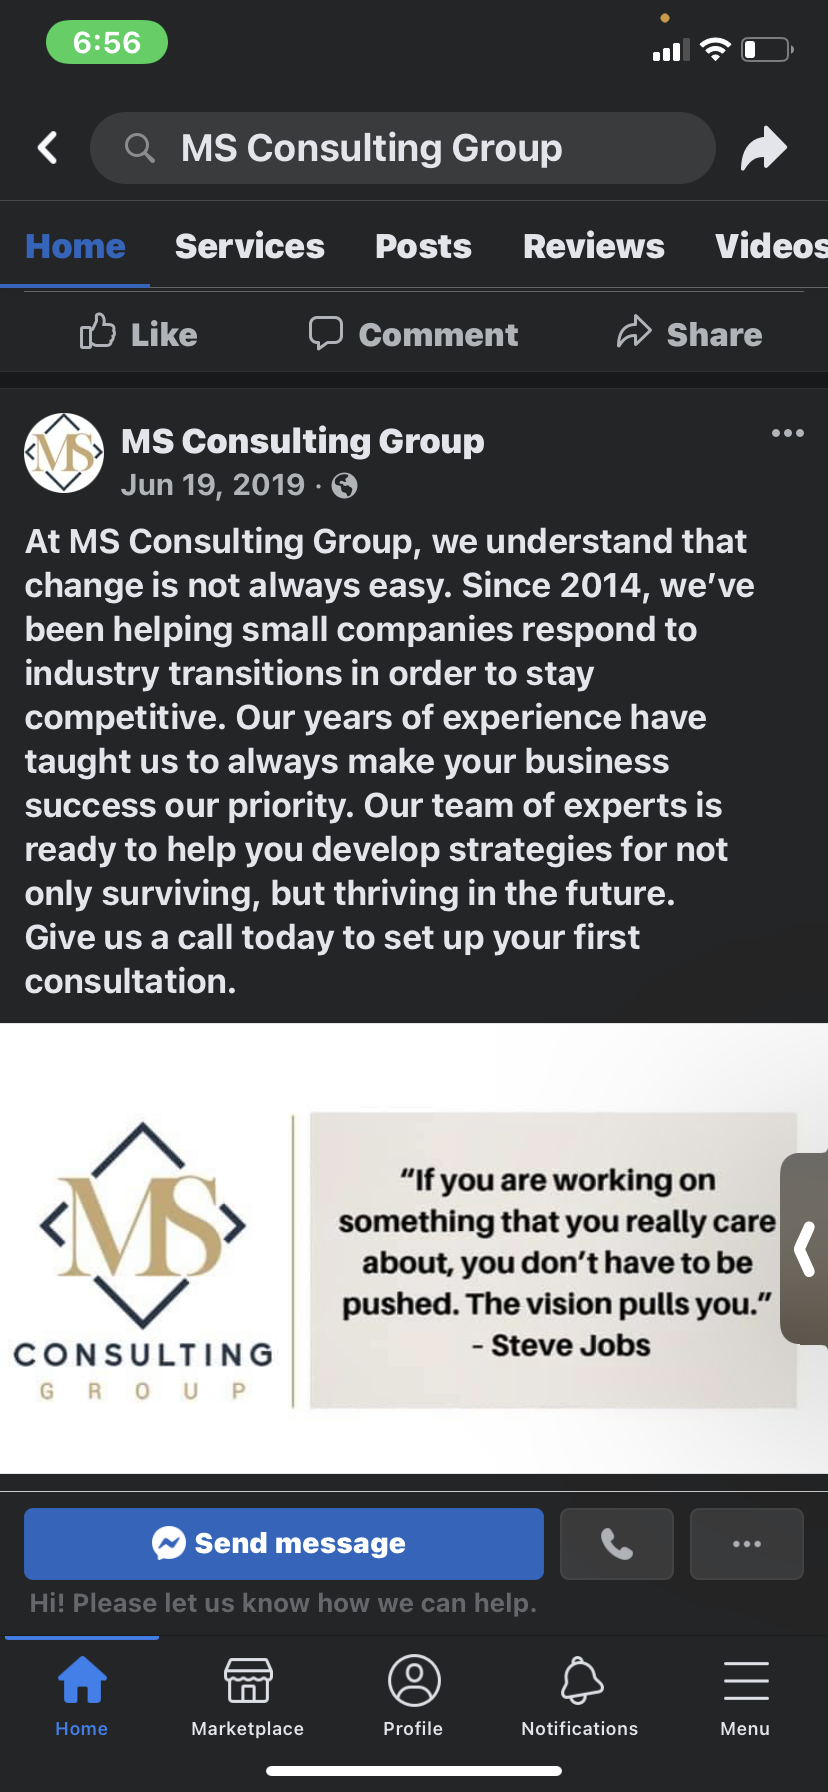 6:56
MS Consulting Group
Home Services Posts Reviews Videos
Like Comment Share
MS
MS Consulting Group
Jun 19, 2019 ·
At MS Consulting Group, we understand that
change is not always easy. Since 2014, we’ve
been helping small companies respond to
industry transitions in order to stay
competitive. Our years of experience have
taught us to always make your business
success our priority. Our team of experts is
ready to help you develop strategies for not
only surviving, but thriving in the future.
Give us a call today to set up your first
consultation.
MS
CONSULTING
GROUP
“If you are working on
something that you really care
about, you don’t have to be
pushed. The vision pulls you.”
- Steve Jobs
Send message
Hi! Please let us know how we can help.
Home Marketplace Profile Notifications Menu